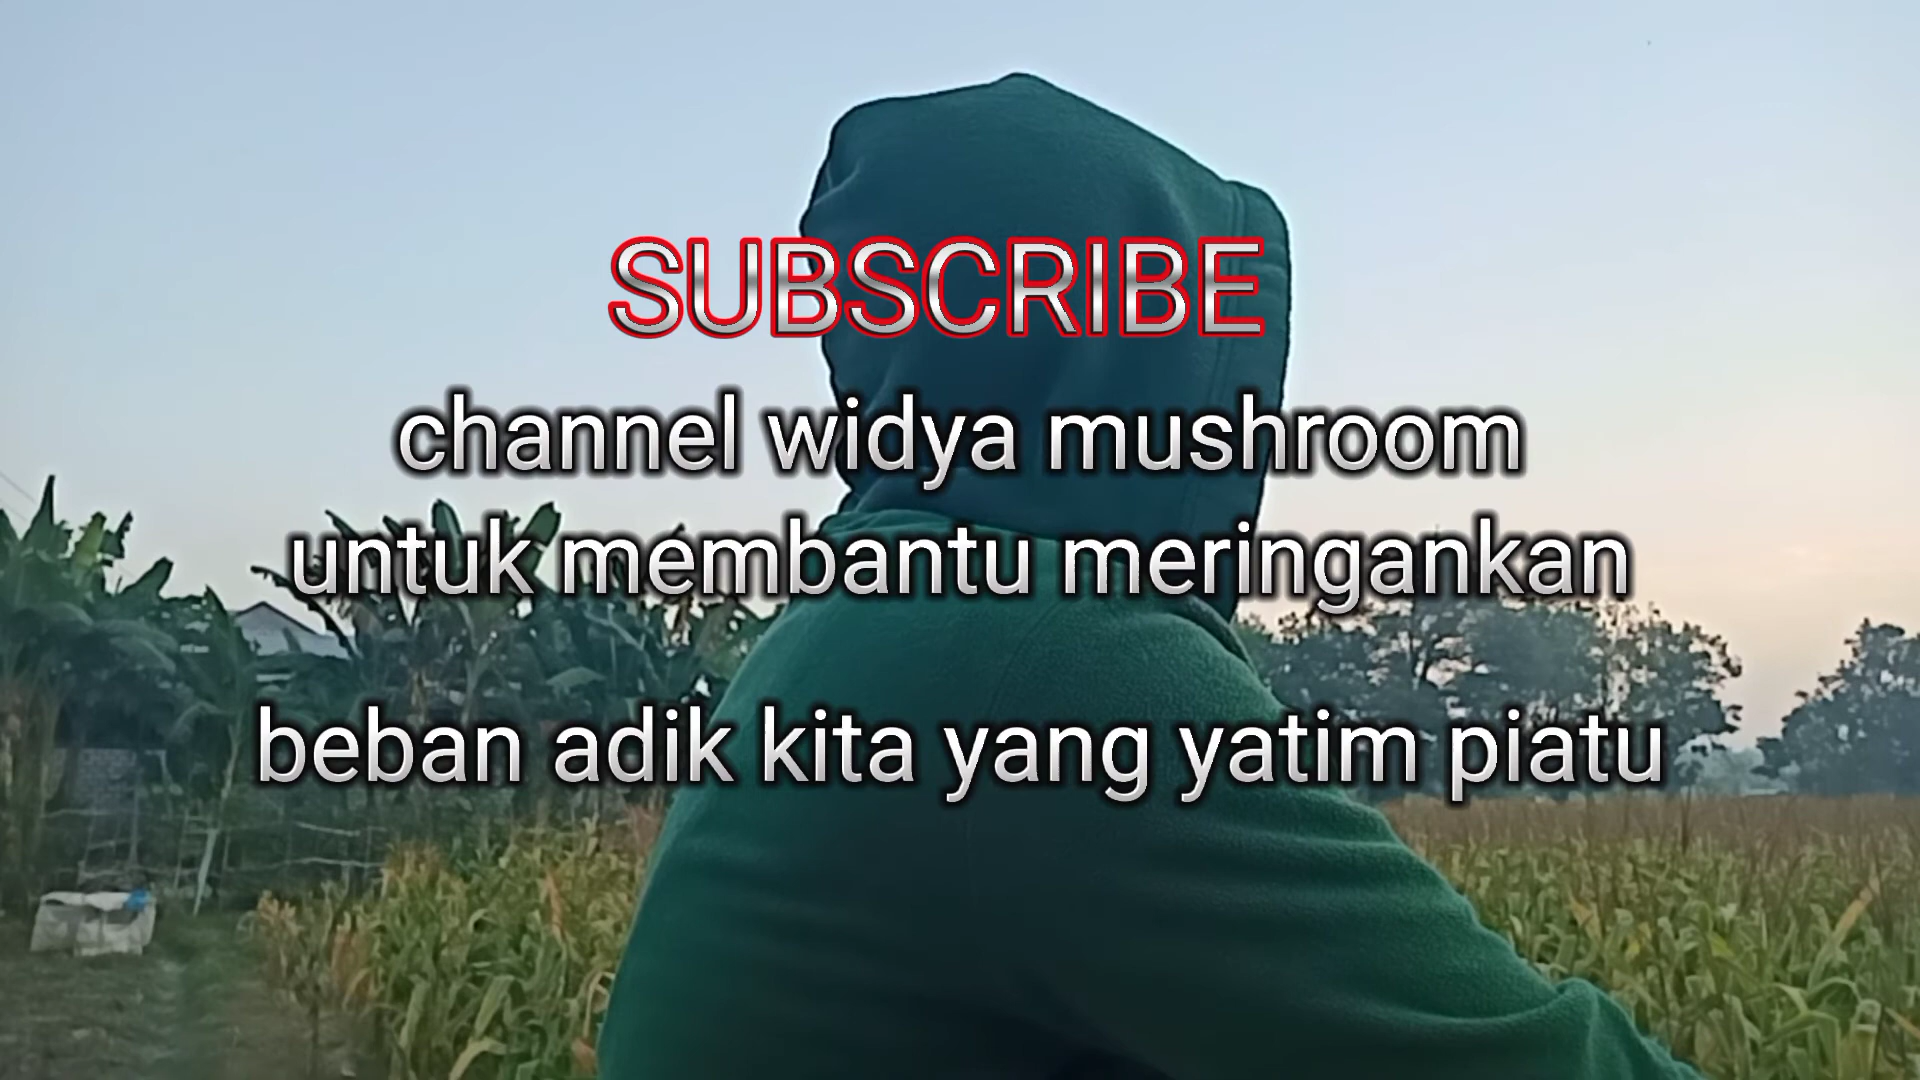 SUBSCRIBE
channel widya mushroom
untuk membantu meringankan
beban adik kita yang yatim piatu